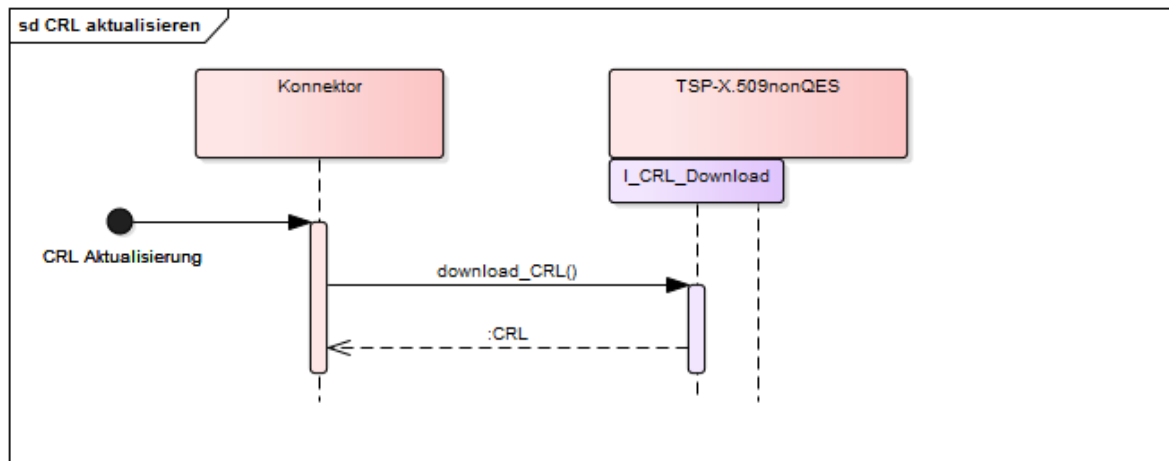 sd CRL aktualisieren
Konnektor
TSP-X.509nonQES
I_CRL_Download
CRL Aktualisierung
download_CRL()
:CRL